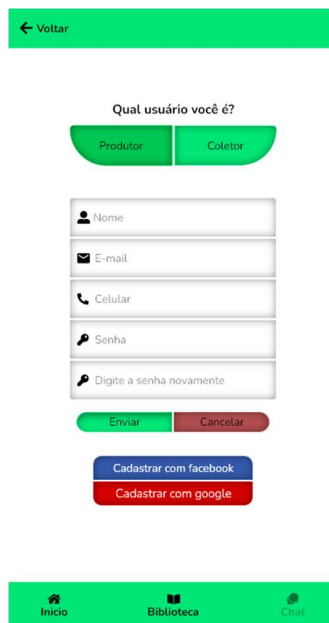 Voltar
Qual usuário você é?
Produtor Coletor
Nome
E-mail
Celular
Senha
Digite a senha novamente
Enviar Cancelar
Cadastrar com facebook
Cadastrar com google
Inicio Biblioteca Chat